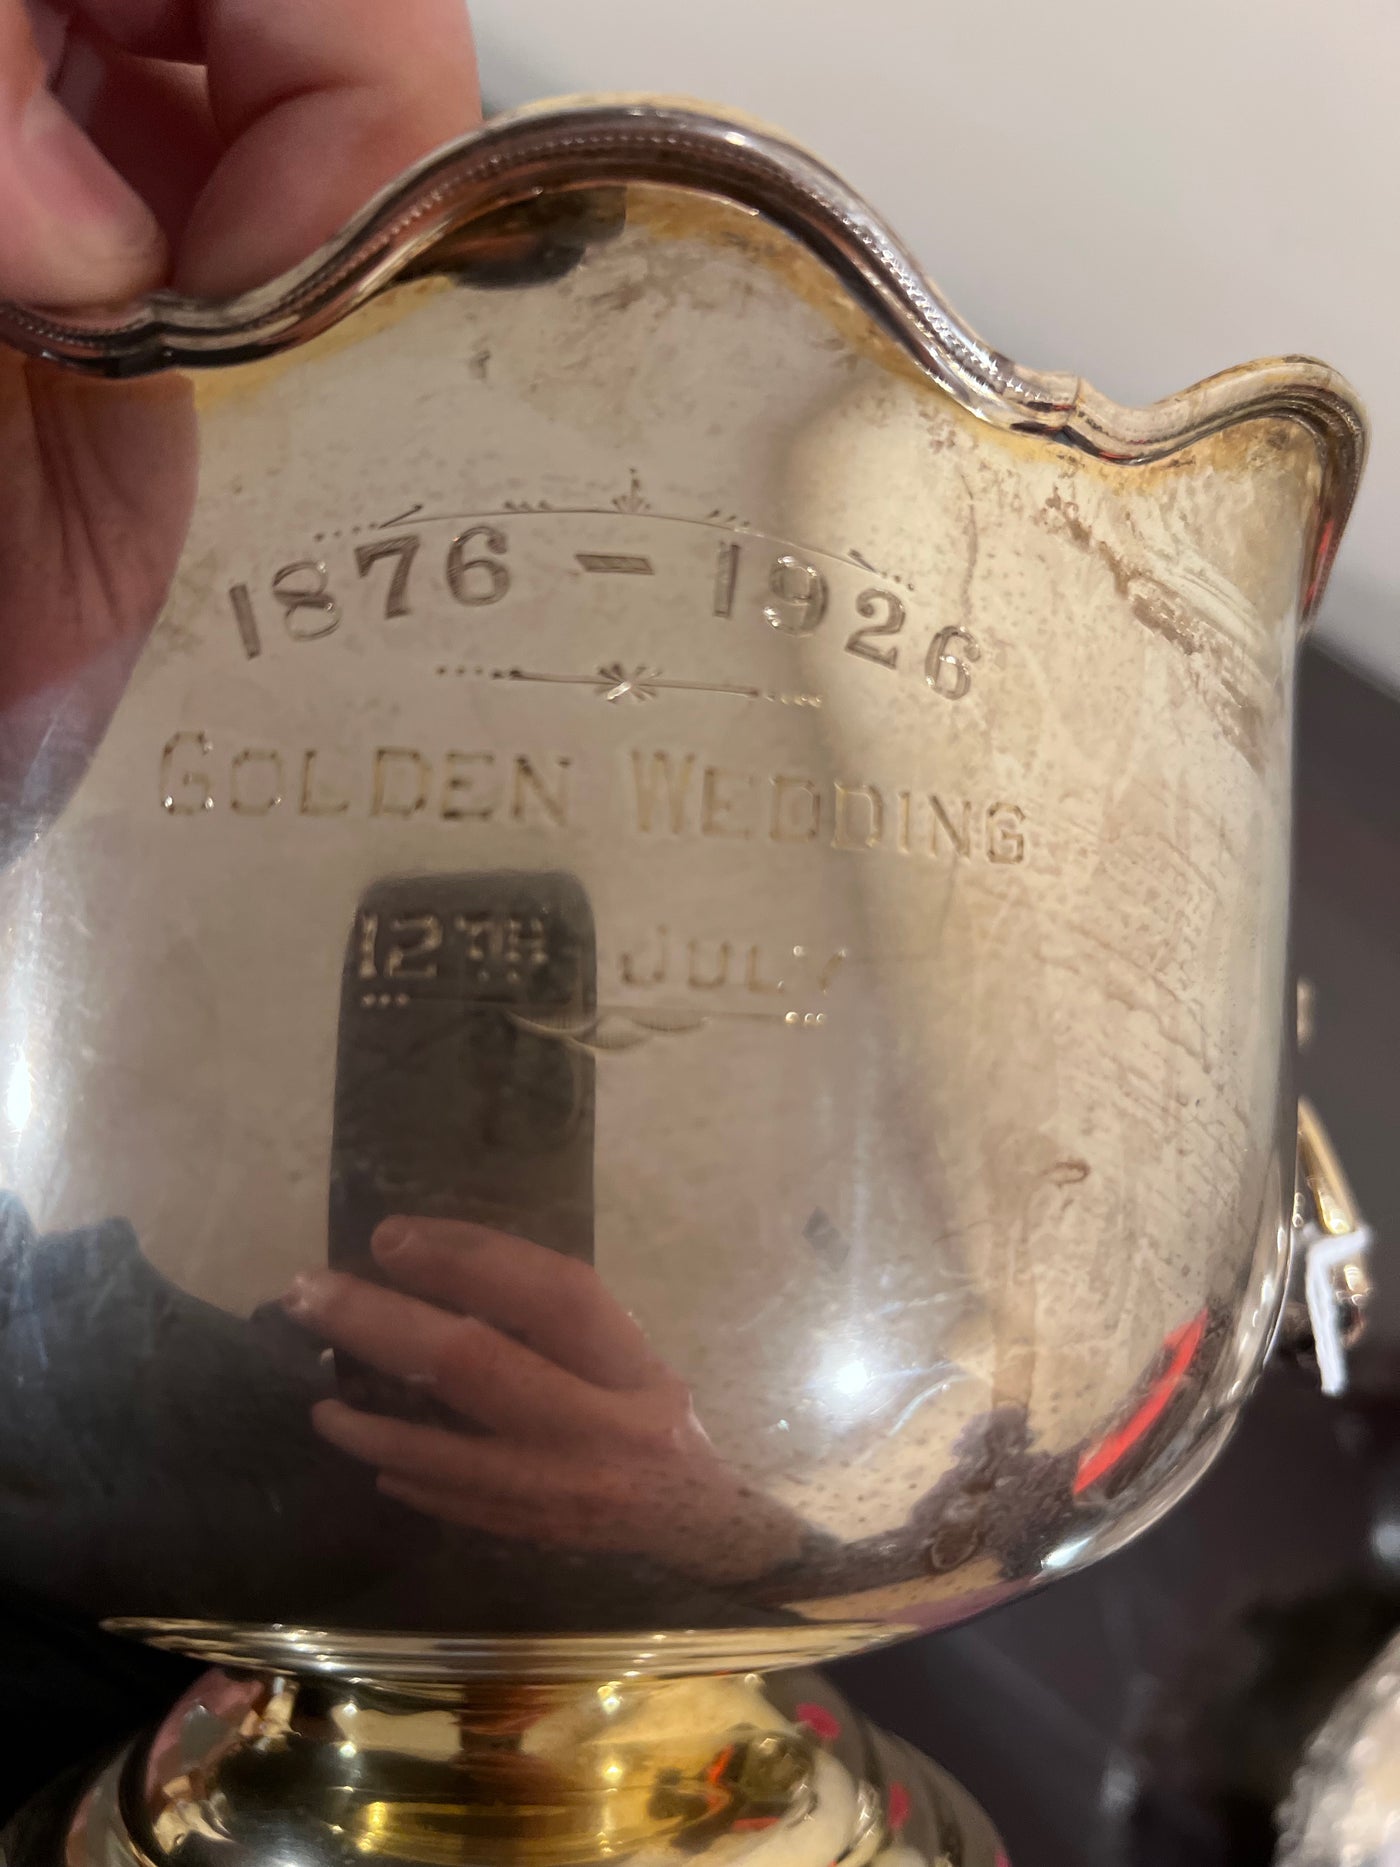 1876 – 1926
GOLDEN WEDDING
12TH JULY